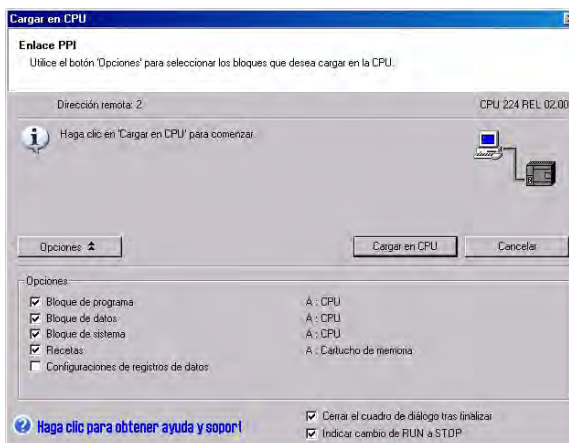 Cargar en CPU
Enlace PPI
Utilice el botón 'Opciones' para seleccionar los bloques que desea cargar en la CPU.
Dirección remota: 2 CPU 224 REL 02.00
Haga clic en 'Cargar en CPU' para comenzar.
Opciones Cargar en CPU Cancelar
Opciones
Bloque de programa A : CPU
Bloque de datos A : CPU
Bloque de sistema A : CPU
Recetas A : Cartucho de memoria
Configuraciones de registros de datos
Cerrar el cuadro de diálogo tras finalizar
Haga clic para obtener ayuda y soport
Indicar cambio de RUN a STOP